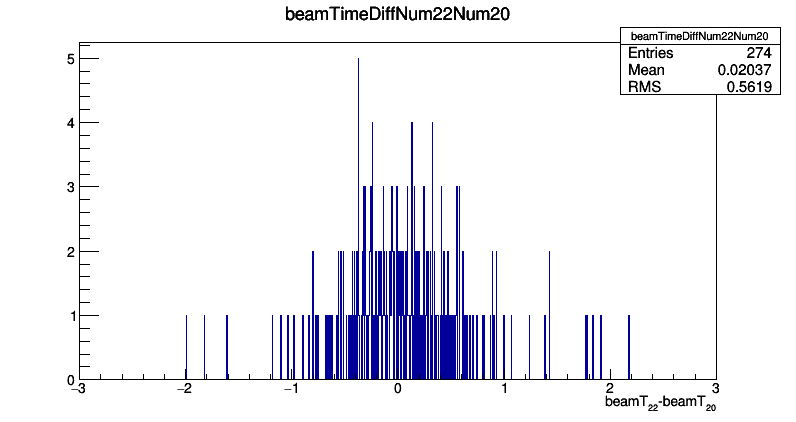 beamTimeDiffNum22Num20
beamTimeDiffNum22Num20
Entries 274
Mean 0.02037
RMS 0.5619
5
4
3
2
1
0
−3 −2 −1 0 1 2 3
beamT22-beamT20